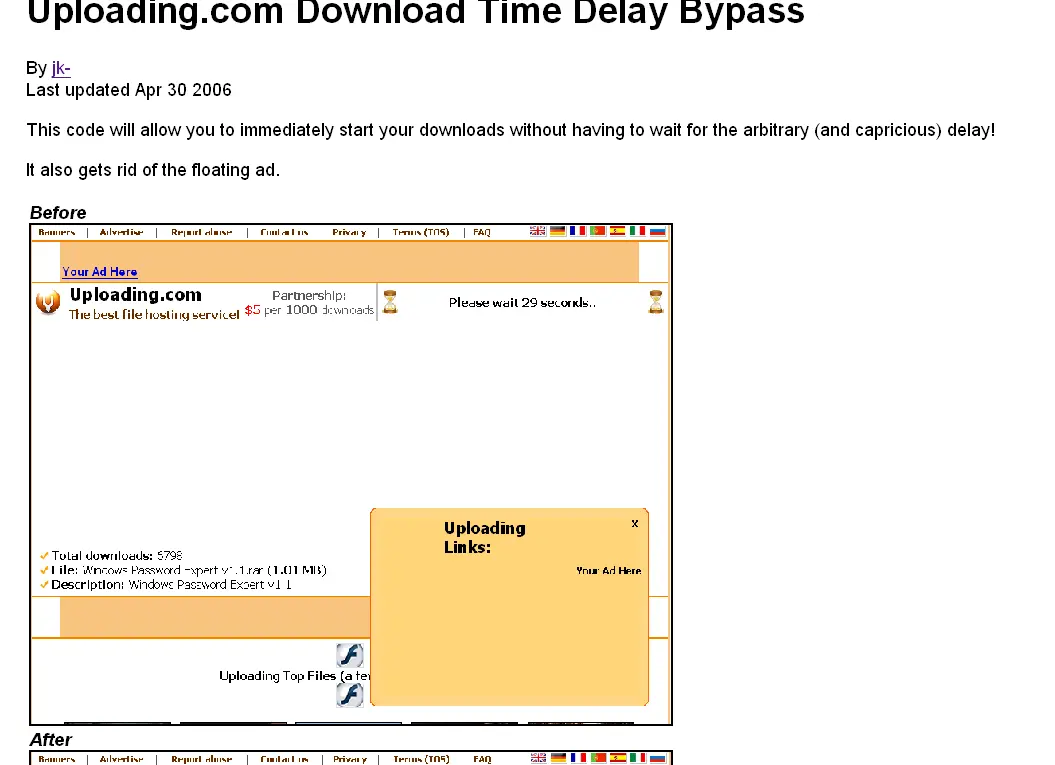 Uploading.com Download Time Delay Bypass
By jk-
Last updated Apr 30 2006
This code will allow you to immediately start your downloads without having to wait for the arbitrary (and capricious) delay!
It also gets rid of the floating ad.
Before
Banners | Advertise | Report abuse | Contact us Privacy | Terms (TOS) | FAQ
Your Ad Here
Uploading.com
The best file hosting service!
Partnership:
$5 per 1000 downloads
Please wait 29 seconds..
Uploading
Links:
x
Your Ad Here
Total downloads: 6798
File: Windows Password Expert v1.1.rar (1.01 MB)
Description: Windows Password Expert v1.1
Uploading Top Files (a
After
Banners | Advertise | Report abuse | Contact us Privacy | Terms (TOS) FAQ